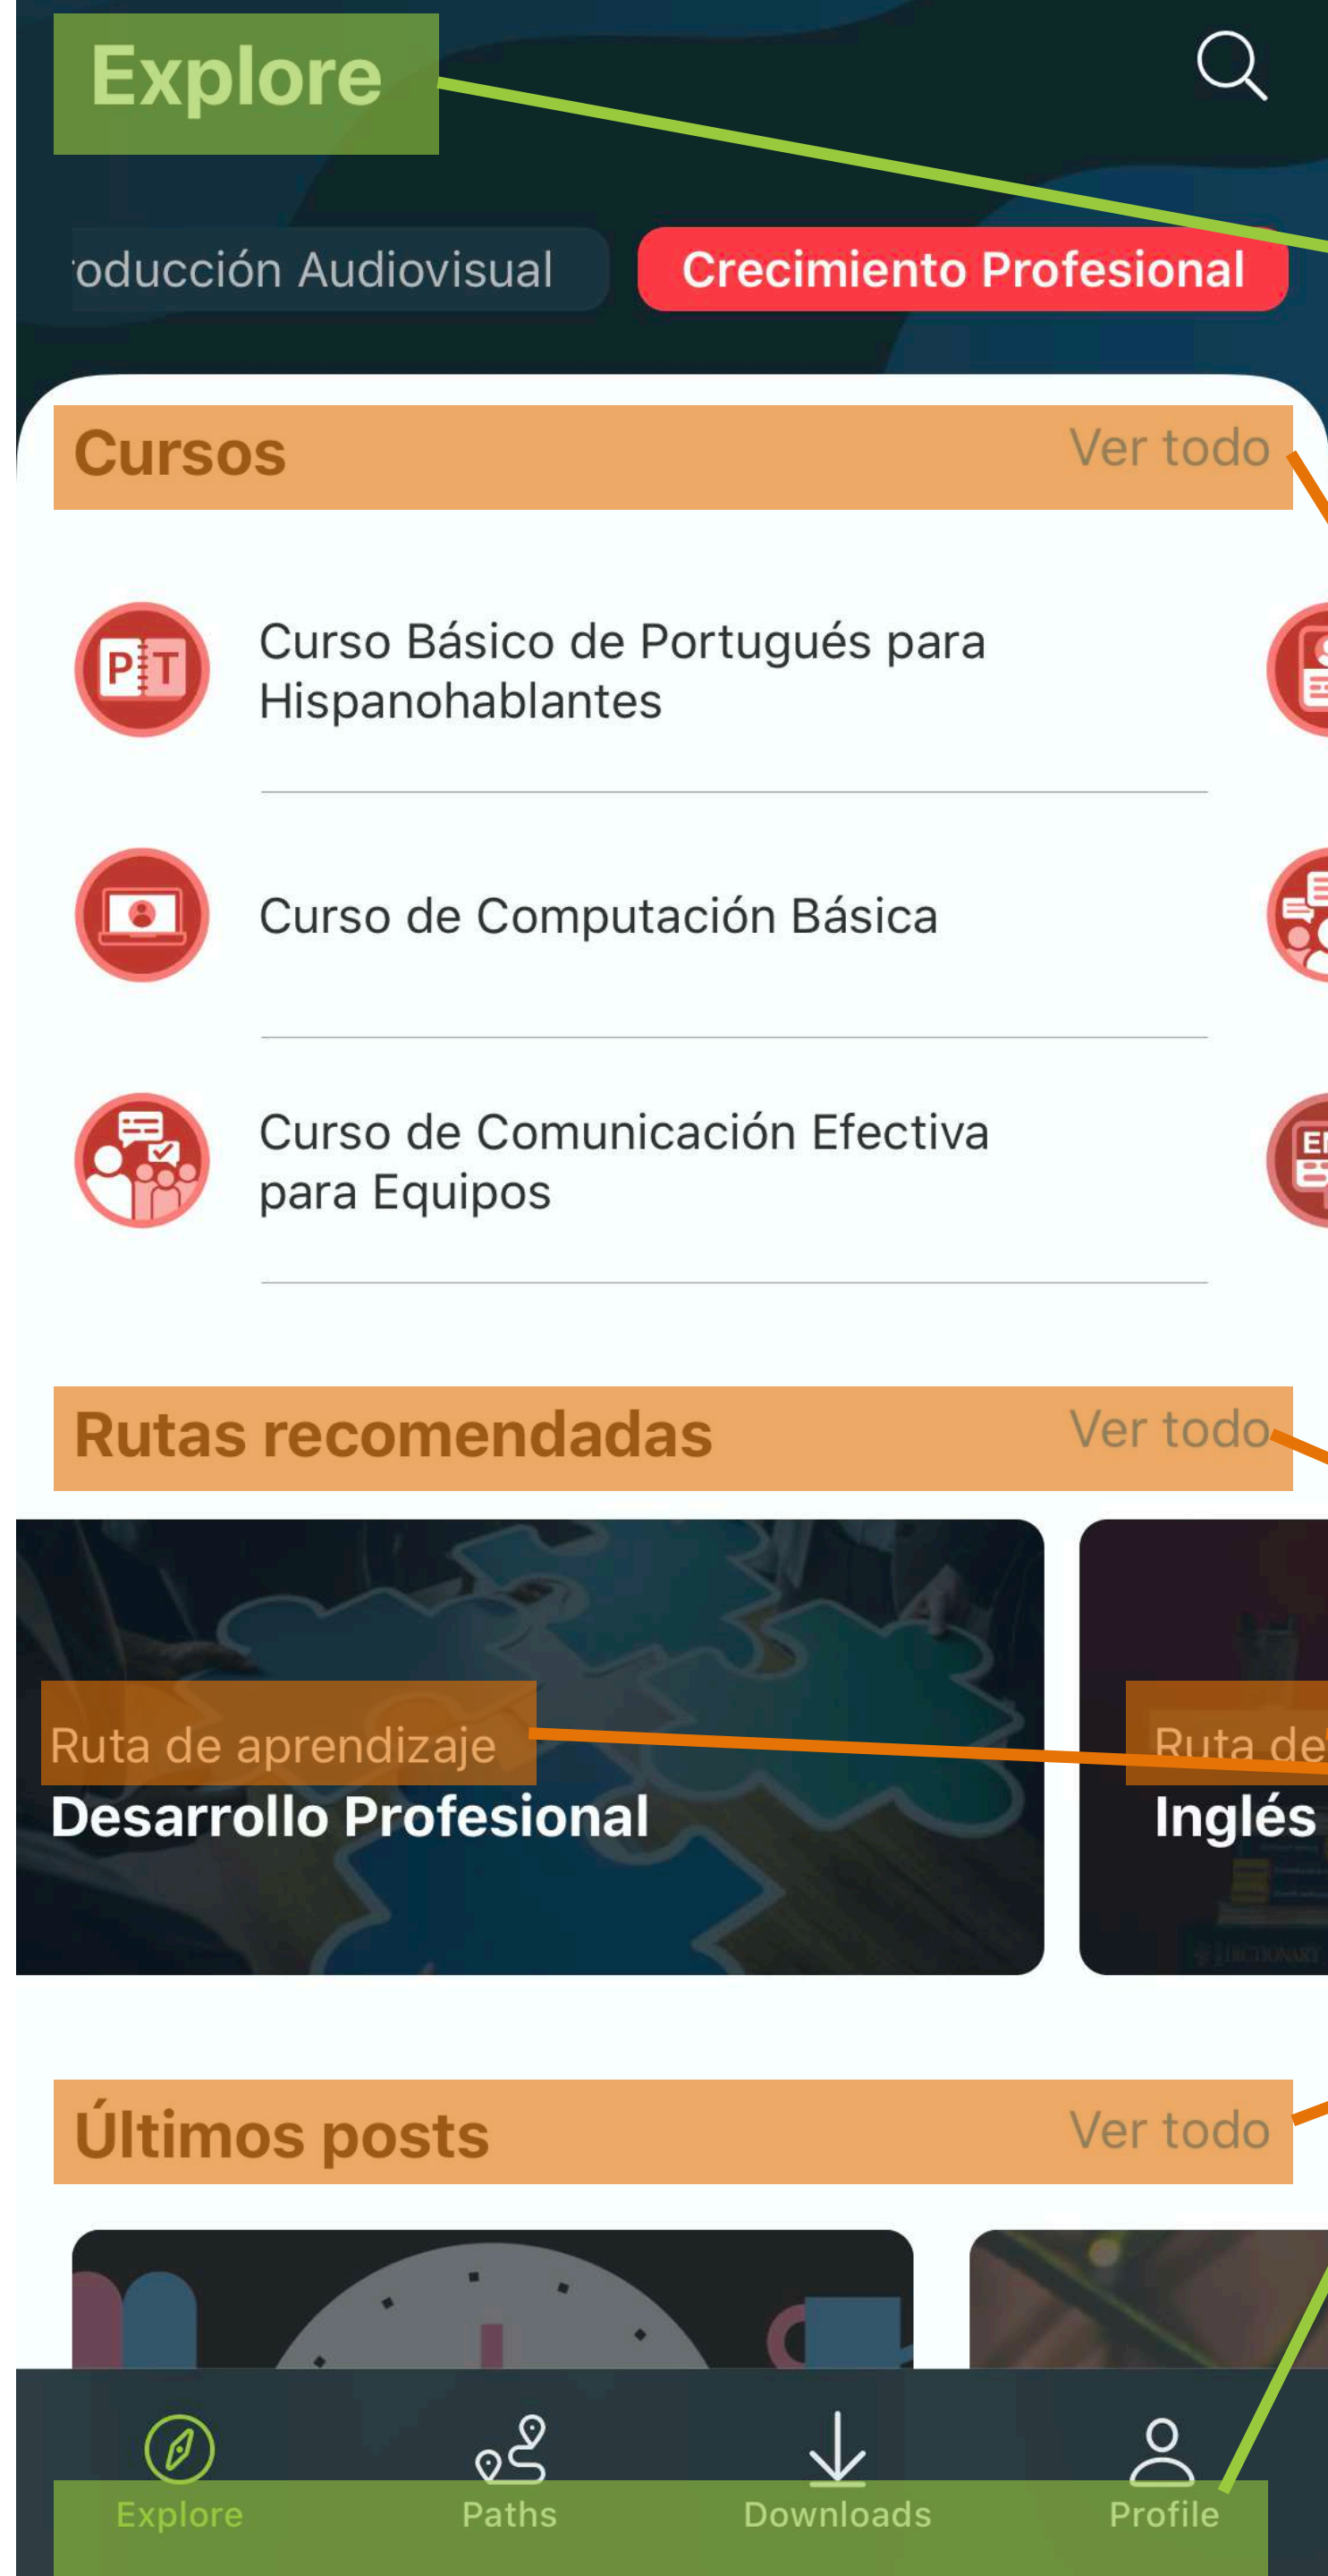 Explore
oducción Audiovisual
Crecimiento Profesional
Cursos
Ver todo
PT
Curso Básico de Portugués para
Hispanohablantes
Curso de Computación Básica
Curso de Comunicación Efectiva
para Equipos
Rutas recomendadas
Ver todo
Ruta de aprendizaje
Desarrollo Profesional
Ruta de
Inglés
DICTIONARY
Últimos posts
Ver todo
Explore
Paths
Downloads
Profile